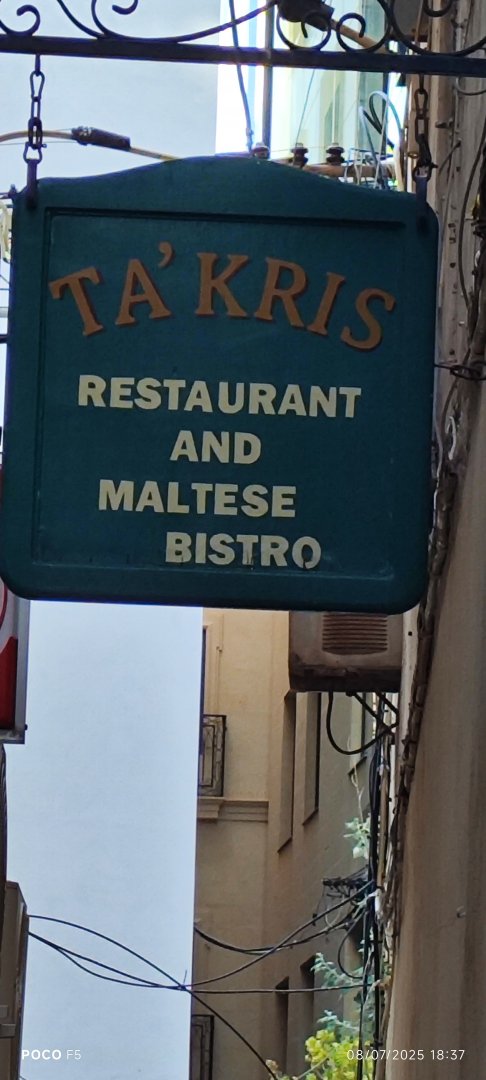 TA' KRIS
RESTAURANT
AND
MALTESE
BISTRO
POCO F5
08/07/2025 18:37